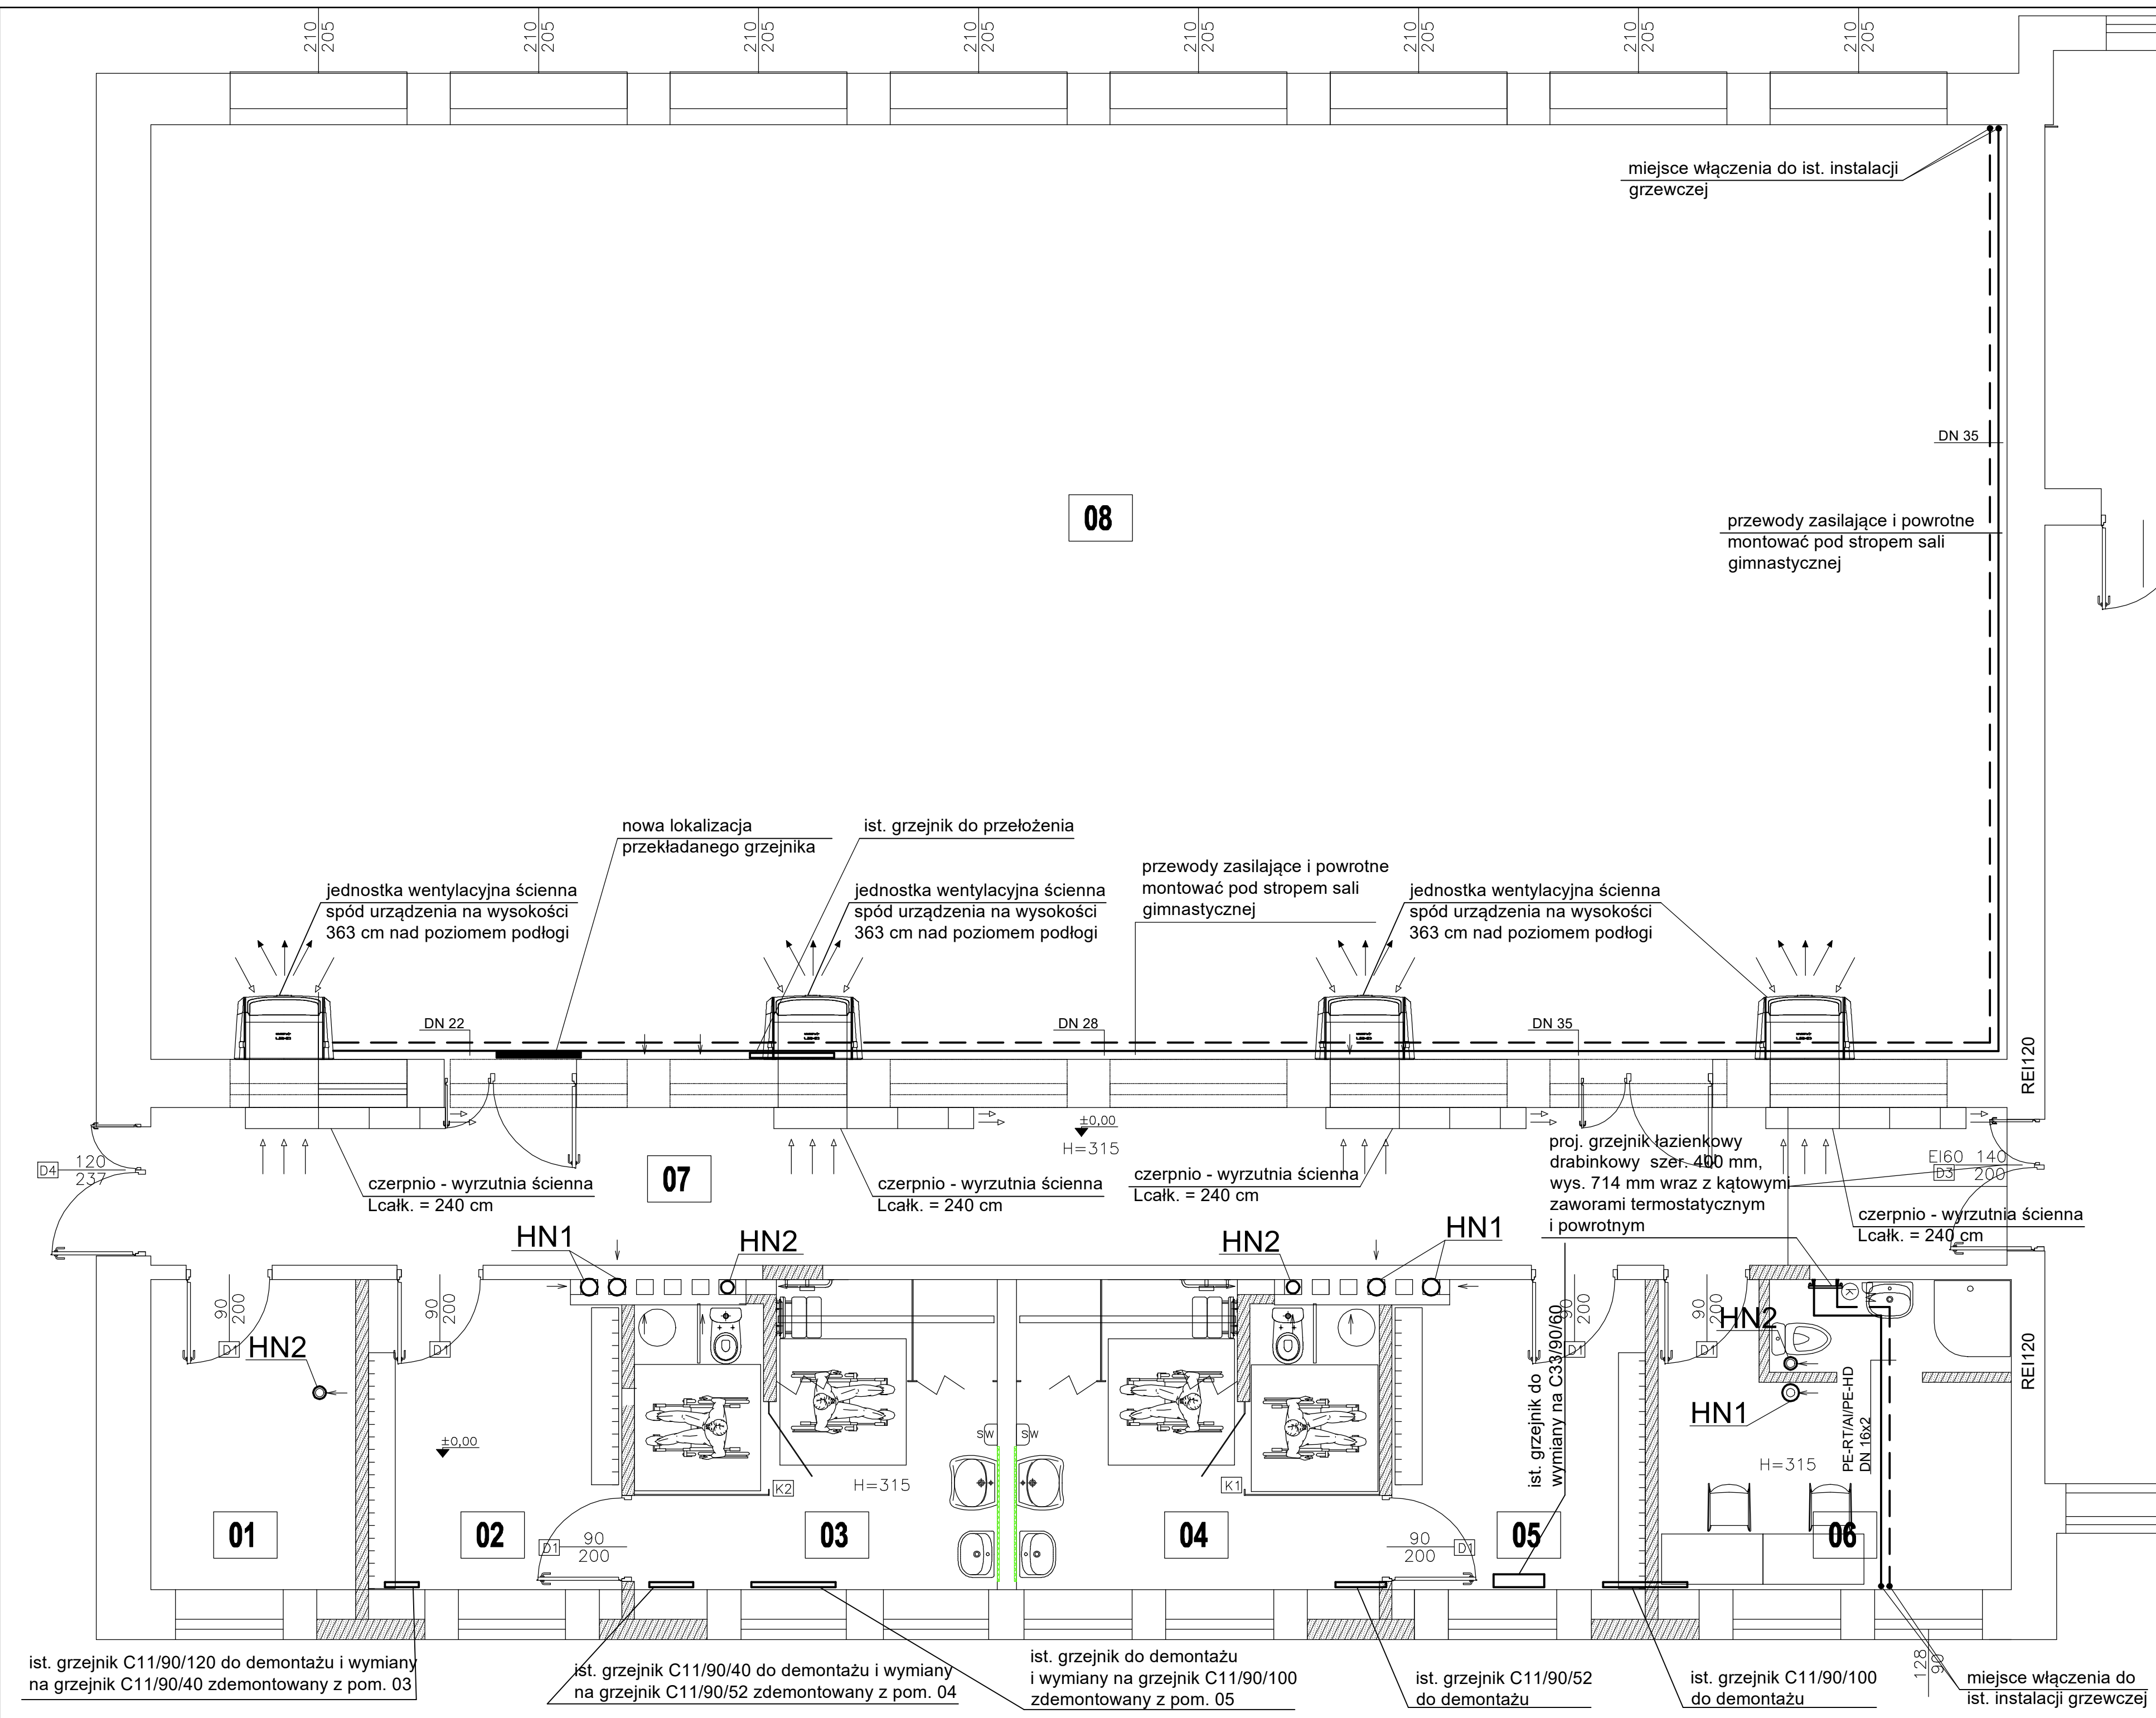 210
205
210
205
210
205
210
205
210
205
210
205
210
205
210
205
miejsce włączenia do ist. instalacji
grzewczej
DN 35
08
przewody zasilające i powrotne
montować pod stropem sali
gimnastycznej
nowa lokalizacja
przekładanego grzejnika
ist. grzejnik do przełożenia
przewody zasilające i powrotne
montować pod stropem sali
gimnastycznej
jednostka wentylacyjna ścienna
spód urządzenia na wysokości
363 cm nad poziomem podłogi
jednostka wentylacyjna ścienna
spód urządzenia na wysokości
363 cm nad poziomem podłogi
jednostka wentylacyjna ścienna
spód urządzenia na wysokości
363 cm nad poziomem podłogi
DN 22
DN 28
DN 35
REI120
±0,00
H=315
D4
120
237
07
czerpnio - wyrzutnia ścienna
Lcałk. = 240 cm
czerpnio - wyrzutnia ścienna
Lcałk. = 240 cm
czerpnio - wyrzutnia ścienna
Lcałk. = 240 cm
proj. grzejnik łazienkowy
drabinkowy szer. 400 mm,
wys. 714 mm wraz z kątowymi
zaworami termostatycznym
i powrotnym
EI60
140
D3
200
czerpnio - wyrzutnia ścienna
Lcałk. = 240 cm
HN1
HN2
HN2
HN1
90
200
D1
HN2
90
200
D1
90
200
D1
90
200
D1
HN2
K
REI120
HN1
PE-RT/Al/PE-HD
DN 16x2
ist. grzejnik do
wymiany na C33/90/60
±0,00
SW
SW
K2
H=315
K1
H=315
01
02
D1
90
200
03
04
90
200
D1
05
06
ist. grzejnik C11/90/120 do demontażu i wymiany
na grzejnik C11/90/40 zdemontowany z pom. 03
ist. grzejnik C11/90/40 do demontażu i wymiany
na grzejnik C11/90/52 zdemontowany z pom. 04
ist. grzejnik do demontażu
i wymiany na grzejnik C11/90/100
zdemontowany z pom. 05
ist. grzejnik C11/90/52
do demontażu
ist. grzejnik C11/90/100
do demontażu
128
90
miejsce włączenia do
ist. instalacji grzewczej